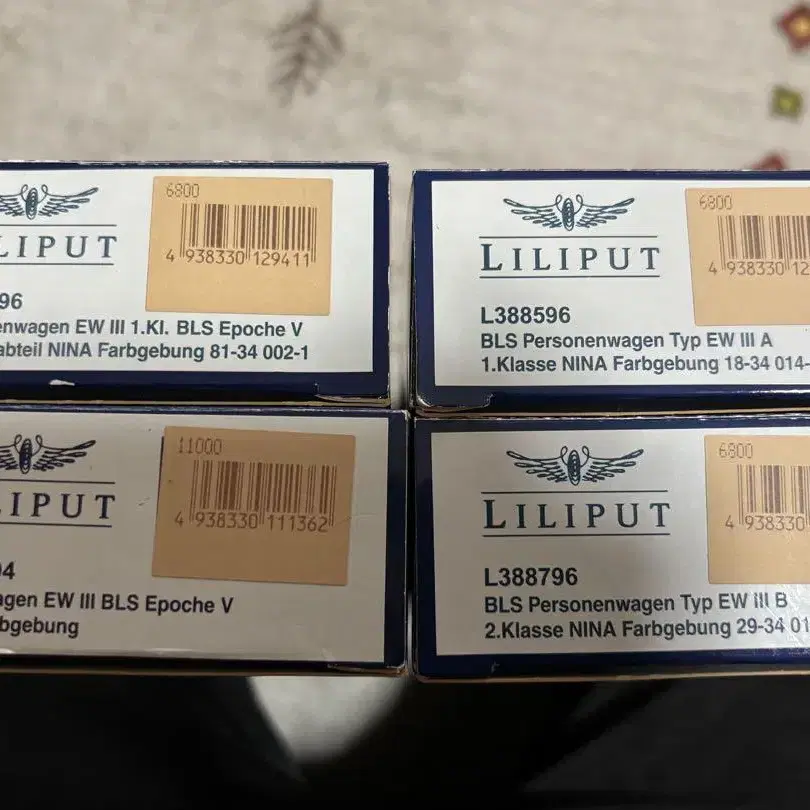 LILIPUT
6800
4 938330 129411
96
enwagen EW III 1.Kl. BLS Epoche V
abteil NINA Farbgebung 81-34 002-1
LILIPUT
6800
4 938330 12
L388596
BLS Personenwagen Typ EW III A
1.Klasse NINA Farbgebung 18-34 014-
LIPUT
11000
4 938330 111362
94
agen EW III BLS Epoche V
bgebung
LILIPUT
6800
4 938330
L388796
BLS Personenwagen Typ EW III B
2.Klasse NINA Farbgebung 29-34 01